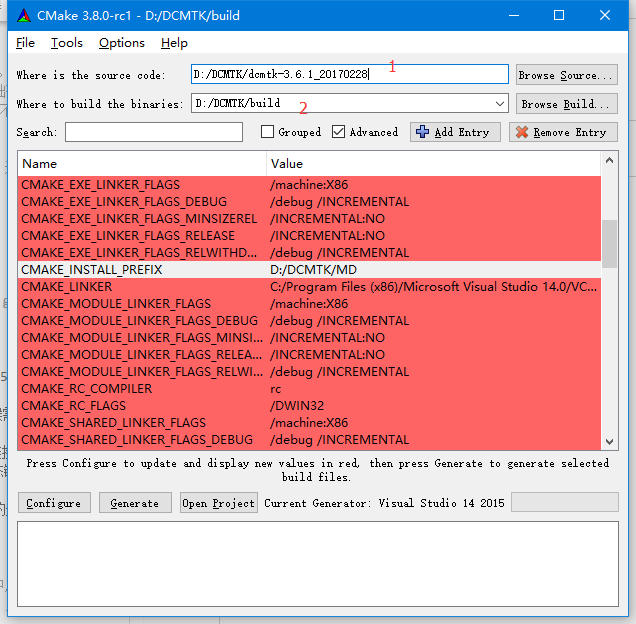 CMake 3.8.0-rc1 - D:/DCMTK/build
File Tools Options Help
Where is the source code: D:/DCMTK/dcmtk-3.6.1_20170228 1 Browse Source...
Where to build the binaries: D:/DCMTK/build 2 Browse Build...
Search: Grouped Advanced Add Entry Remove Entry
Name Value
CMAKE_EXE_LINKER_FLAGS /machine:X86
CMAKE_EXE_LINKER_FLAGS_DEBUG /debug /INCREMENTAL
CMAKE_EXE_LINKER_FLAGS_MINSIZEREL /INCREMENTAL:NO
CMAKE_EXE_LINKER_FLAGS_RELEASE /INCREMENTAL:NO
CMAKE_EXE_LINKER_FLAGS_RELWITHD... /debug /INCREMENTAL
CMAKE_INSTALL_PREFIX D:/DCMTK/MD
CMAKE_LINKER C:/Program Files (x86)/Microsoft Visual Studio 14.0/VC...
CMAKE_MODULE_LINKER_FLAGS /machine:X86
CMAKE_MODULE_LINKER_FLAGS_DEBUG /debug /INCREMENTAL
CMAKE_MODULE_LINKER_FLAGS_MINSI... /INCREMENTAL:NO
CMAKE_MODULE_LINKER_FLAGS_RELEA... /INCREMENTAL:NO
CMAKE_MODULE_LINKER_FLAGS_RELWI... /debug /INCREMENTAL
CMAKE_RC_COMPILER rc
CMAKE_RC_FLAGS /DWIN32
CMAKE_SHARED_LINKER_FLAGS /machine:X86
CMAKE_SHARED_LINKER_FLAGS_DEBUG /debug /INCREMENTAL
Press Configure to update and display new values in red, then press Generate to generate selected
build files.
Configure Generate Open Project Current Generator: Visual Studio 14 2015